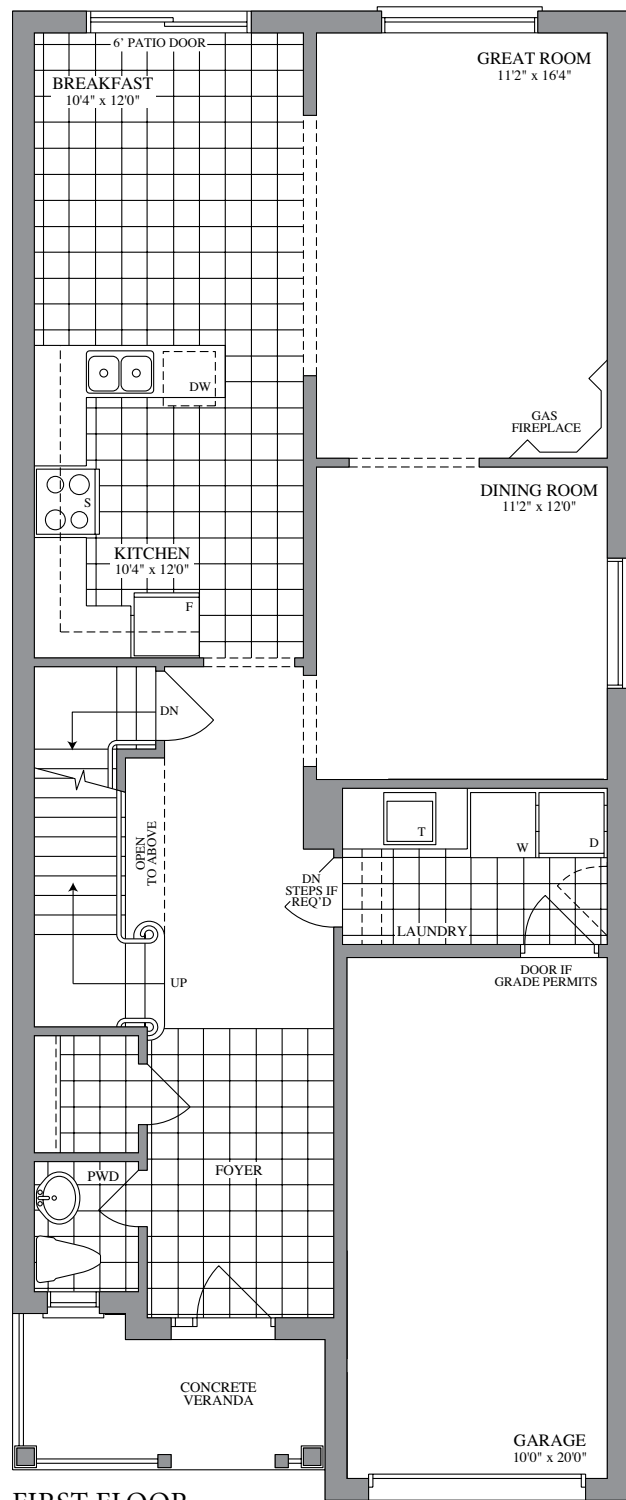 6' PATIO DOOR
BREAKFAST
10'4" x 12'0"
GREAT ROOM
11'2" x 16'4"
DW
GAS
FIREPLACE
S
DINING ROOM
11'2" x 12'0"
KITCHEN
10'4" x 12'0"
F
DN
OPEN
TO ABOVE
T
W
D
DN
STEPS IF
REQ'D
LAUNDRY
DOOR IF
GRADE PERMITS
UP
PWD
FOYER
CONCRETE
VERANDA
GARAGE
10'0" x 20'0"
FIRST FLOOR